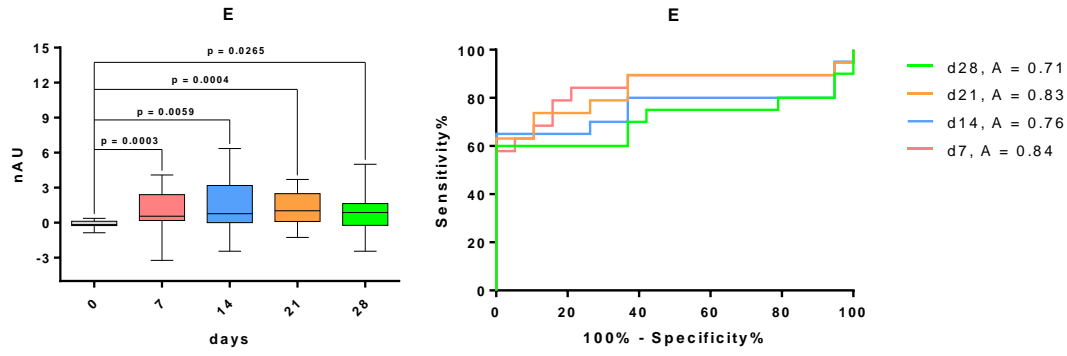 E
15
12
9
6
3
0
-3
nAU
p = 0.0265
p = 0.0004
p = 0.0059
p = 0.0003
0
7
14
21
28
days
E
100
80
60
40
20
0
Sensitivity%
0
20
40
60
80
100
100% - Specificity%
d28, A = 0.71
d21, A = 0.83
d14, A = 0.76
d7, A = 0.84